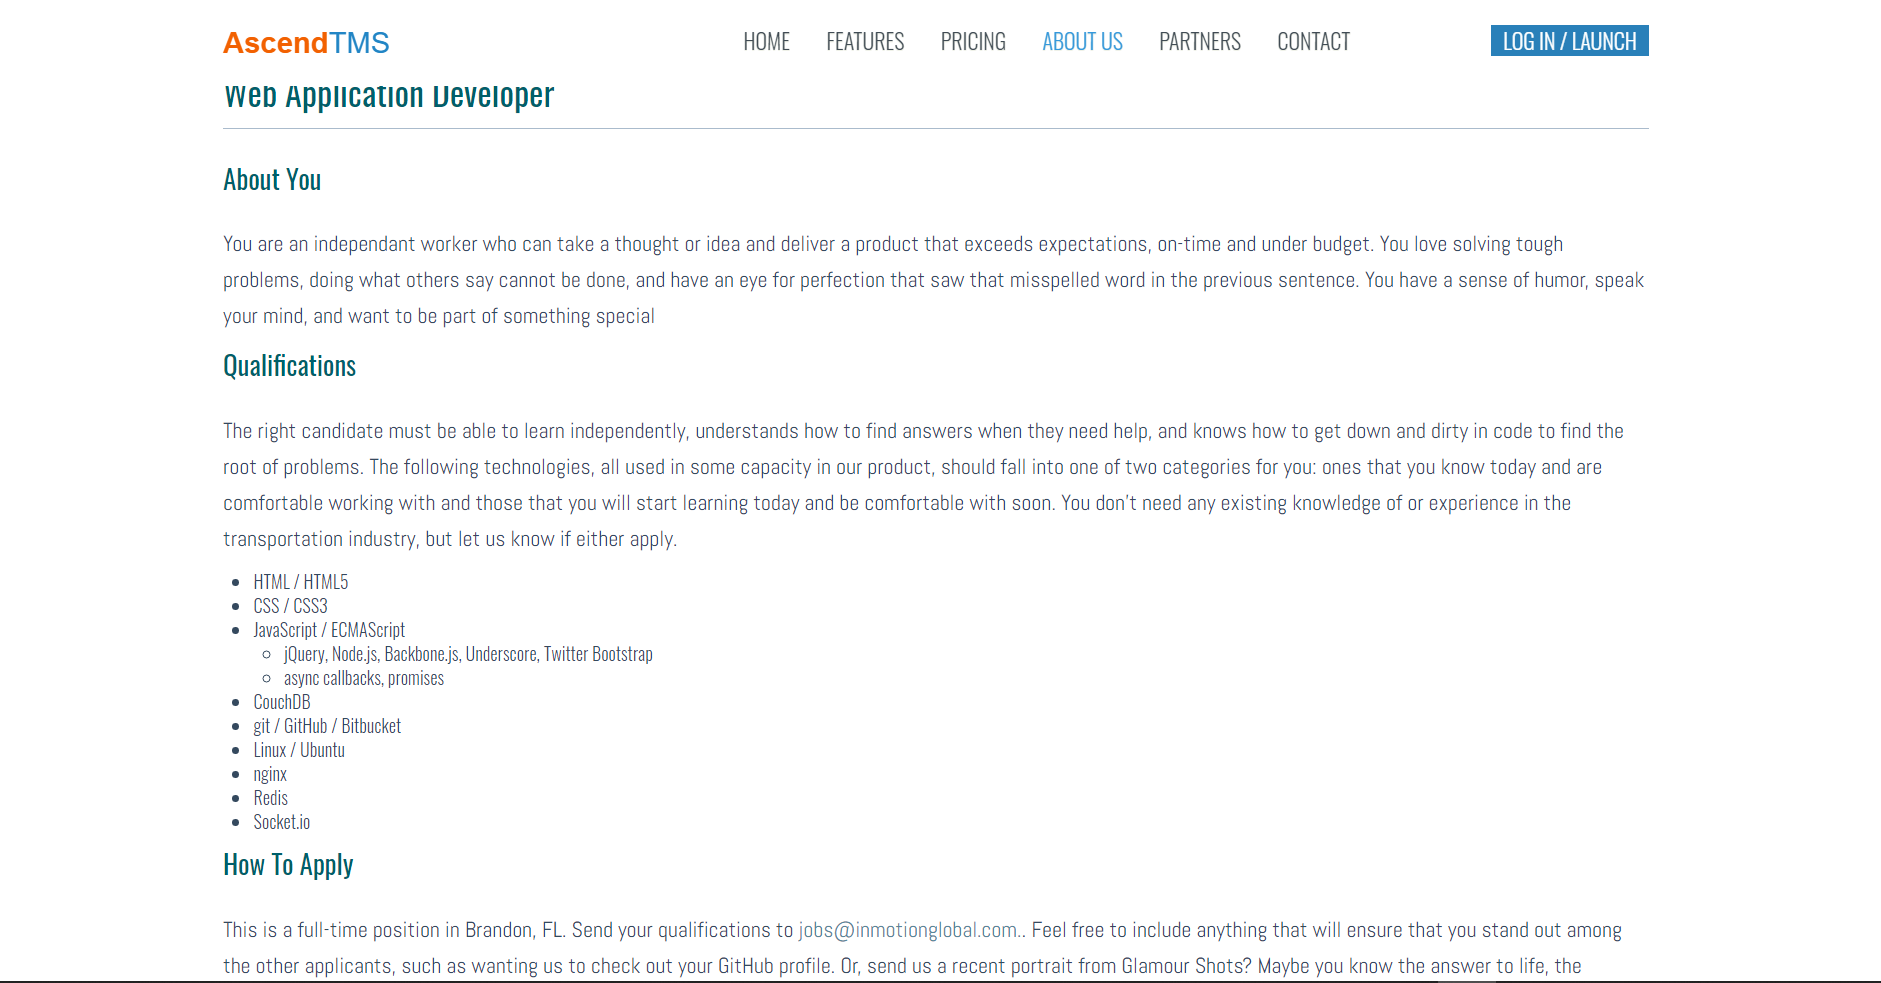 AscendTMS
HOME FEATURES PRICING ABOUT US PARTNERS CONTACT
LOG IN / LAUNCH
Web Application Developer
About You
You are an independant worker who can take a thought or idea and deliver a product that exceeds expectations, on-time and under budget. You love solving tough
problems, doing what others say cannot be done, and have an eye for perfection that saw that misspelled word in the previous sentence. You have a sense of humor, speak
your mind, and want to be part of something special
Qualifications
The right candidate must be able to learn independently, understands how to find answers when they need help, and knows how to get down and dirty in code to find the
root of problems. The following technologies, all used in some capacity in our product, should fall into one of two categories for you: ones that you know today and are
comfortable working with and those that you will start learning today and be comfortable with soon. You don't need any existing knowledge of or experience in the
transportation industry, but let us know if either apply.
HTML / HTML5
CSS / CSS3
JavaScript / ECMAScript
jQuery, Node.js, Backbone.js, Underscore, Twitter Bootstrap
async callbacks, promises
CouchDB
git / GitHub / Bitbucket
Linux / Ubuntu
nginx
Redis
Socket.io
How To Apply
This is a full-time position in Brandon, FL. Send your qualifications to jobs@inmotionglobal.com.. Feel free to include anything that will ensure that you stand out among
the other applicants, such as wanting us to check out your GitHub profile. Or, send us a recent portrait from Glamour Shots? Maybe you know the answer to life, the